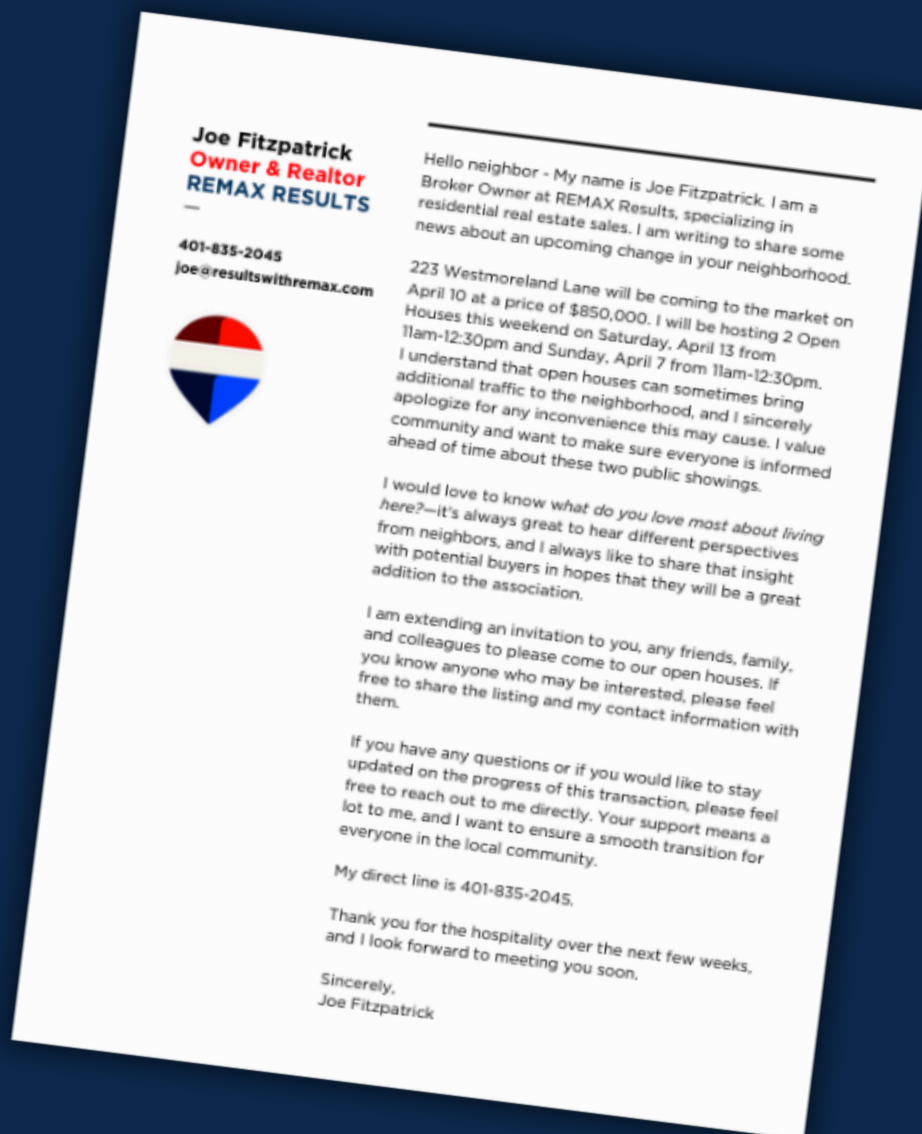 Joe Fitzpatrick
Owner & Realtor
REMAX RESULTS
—
401-835-2045
joe@resultswithremax.com
Hello neighbor - My name is Joe Fitzpatrick. I am a
Broker Owner at REMAX Results, specializing in
residential real estate sales. I am writing to share some
news about an upcoming change in your neighborhood.
223 Westmoreland Lane will be coming to the market on
April 10 at a price of $850,000. I will be hosting 2 Open
Houses this weekend on Saturday, April 13 from
11am-12:30pm and Sunday, April 7 from 11am-12:30pm.
I understand that open houses can sometimes bring
additional traffic to the neighborhood, and I sincerely
apologize for any inconvenience this may cause. I value
community and want to make sure everyone is informed
ahead of time about these two public showings.
I would love to know what do you love most about living
here?—it's always great to hear different perspectives
from neighbors, and I always like to share that insight
with potential buyers in hopes that they will be a great
addition to the association.
I am extending an invitation to you, any friends, family,
and colleagues to please come to our open houses. If
you know anyone who may be interested, please feel
free to share the listing and my contact information with
them.
If you have any questions or if you would like to stay
updated on the progress of this transaction, please feel
free to reach out to me directly. Your support means a
lot to me, and I want to ensure a smooth transition for
everyone in the local community.
My direct line is 401-835-2045.
Thank you for the hospitality over the next few weeks,
and I look forward to meeting you soon.
Sincerely,
Joe Fitzpatrick